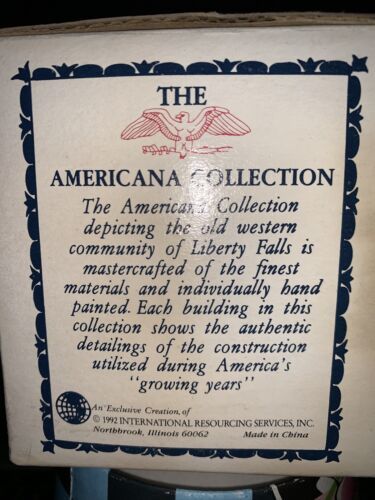 THE
AMERICANA COLLECTION
The Americana Collection
depicting the old western
community of Liberty Falls is
mastercrafted of the finest
materials and individually hand
painted. Each building in this
collection shows the authentic
detailings of the construction
utilized during America's
"growing years"
An Exclusive Creation, of
© 1992 INTERNATIONAL RESOURCING SERVICES, INC.
Northbrook, Illinois 60062 Made in China